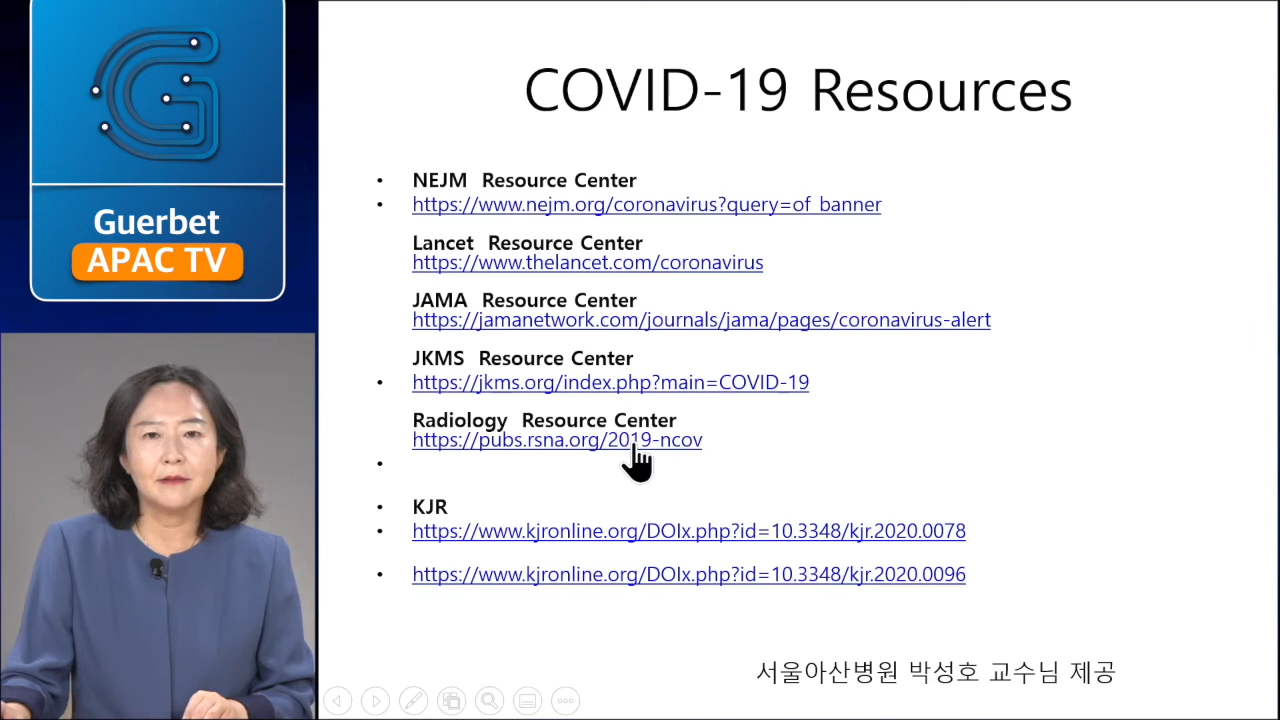 Guerbet
APAC TV
COVID-19 Resources
• NEJM Resource Center
• https://www.nejm.org/coronavirus?query=of_banner
Lancet Resource Center
https://www.thelancet.com/coronavirus
JAMA Resource Center
https://jamanetwork.com/journals/jama/pages/coronavirus-alert
JKMS Resource Center
• https://jkms.org/index.php?main=COVID-19
Radiology Resource Center
https://pubs.rsna.org/2019-ncov
•
• KJR
• https://www.kjronline.org/DOIx.php?id=10.3348/kjr.2020.0078
• https://www.kjronline.org/DOIx.php?id=10.3348/kjr.2020.0096
서울아산병원 박성호 교수님 제공